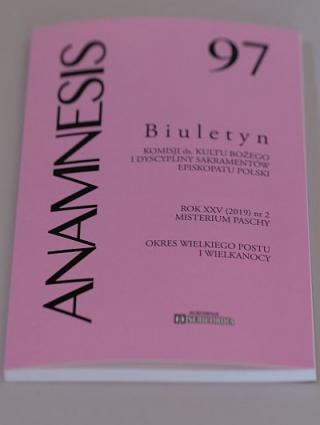 ANAMNESIS
97
Biuletyn
KOMISJI ds. KULTU BOŻEGO
I DYSCYPLINY SAKRAMENTÓW
EPISKOPATU POLSKI
ROK XXV (2019) nr 2
MISTERIUM PASCHY
OKRES WIELKIEGO POSTU
I WIELKANOCY